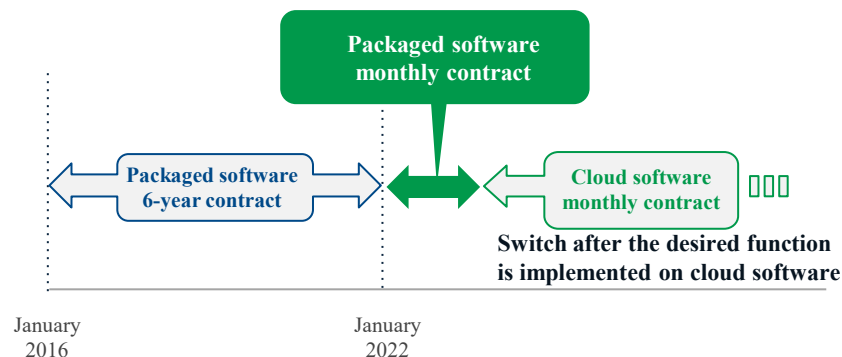 Packaged software
monthly contract
Packaged software
6-year contract
Cloud software
monthly contract
Switch after the desired function
is implemented on cloud software
January
2016
January
2022